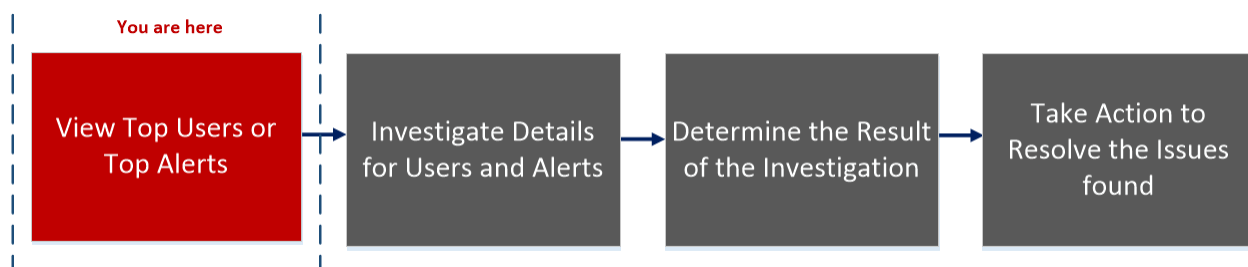 You are here
View Top Users or
Top Alerts
Investigate Details
for Users and Alerts
Determine the Result
of the Investigation
Take Action to
Resolve the Issues
found